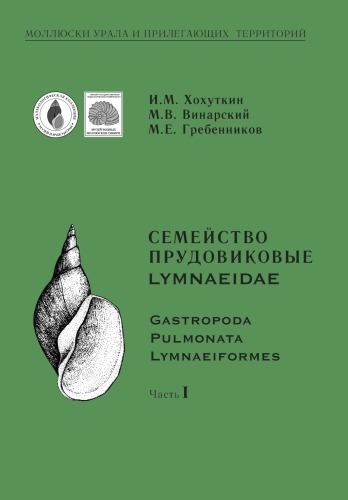 МОЛЛЮСКИ УРАЛА И ПРИЛЕГАЮЩИХ ТЕРРИТОРИЙ
И.М. Хохуткин
М.В. Винарский
М.Е. Гребенников
СЕМЕЙСТВО
ПРУДОВИКОВЫЕ
LYMNAEIDAE
GASTROPODA
PULMONATA
LYMNAEIFORMES
Часть I